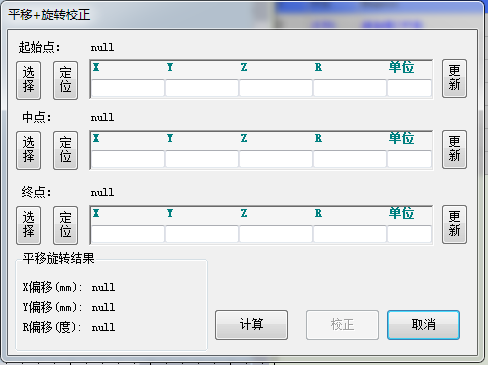 平移+旋转校正
起始点: null
选择 定位 X Y Z R 单位 更新
中点: null
选择 定位 X Y Z R 单位 更新
终点: null
选择 定位 X Y Z R 单位 更新
平移旋转结果
X偏移(mm): null
Y偏移(mm): null
R偏移(度): null
计算 校正 取消